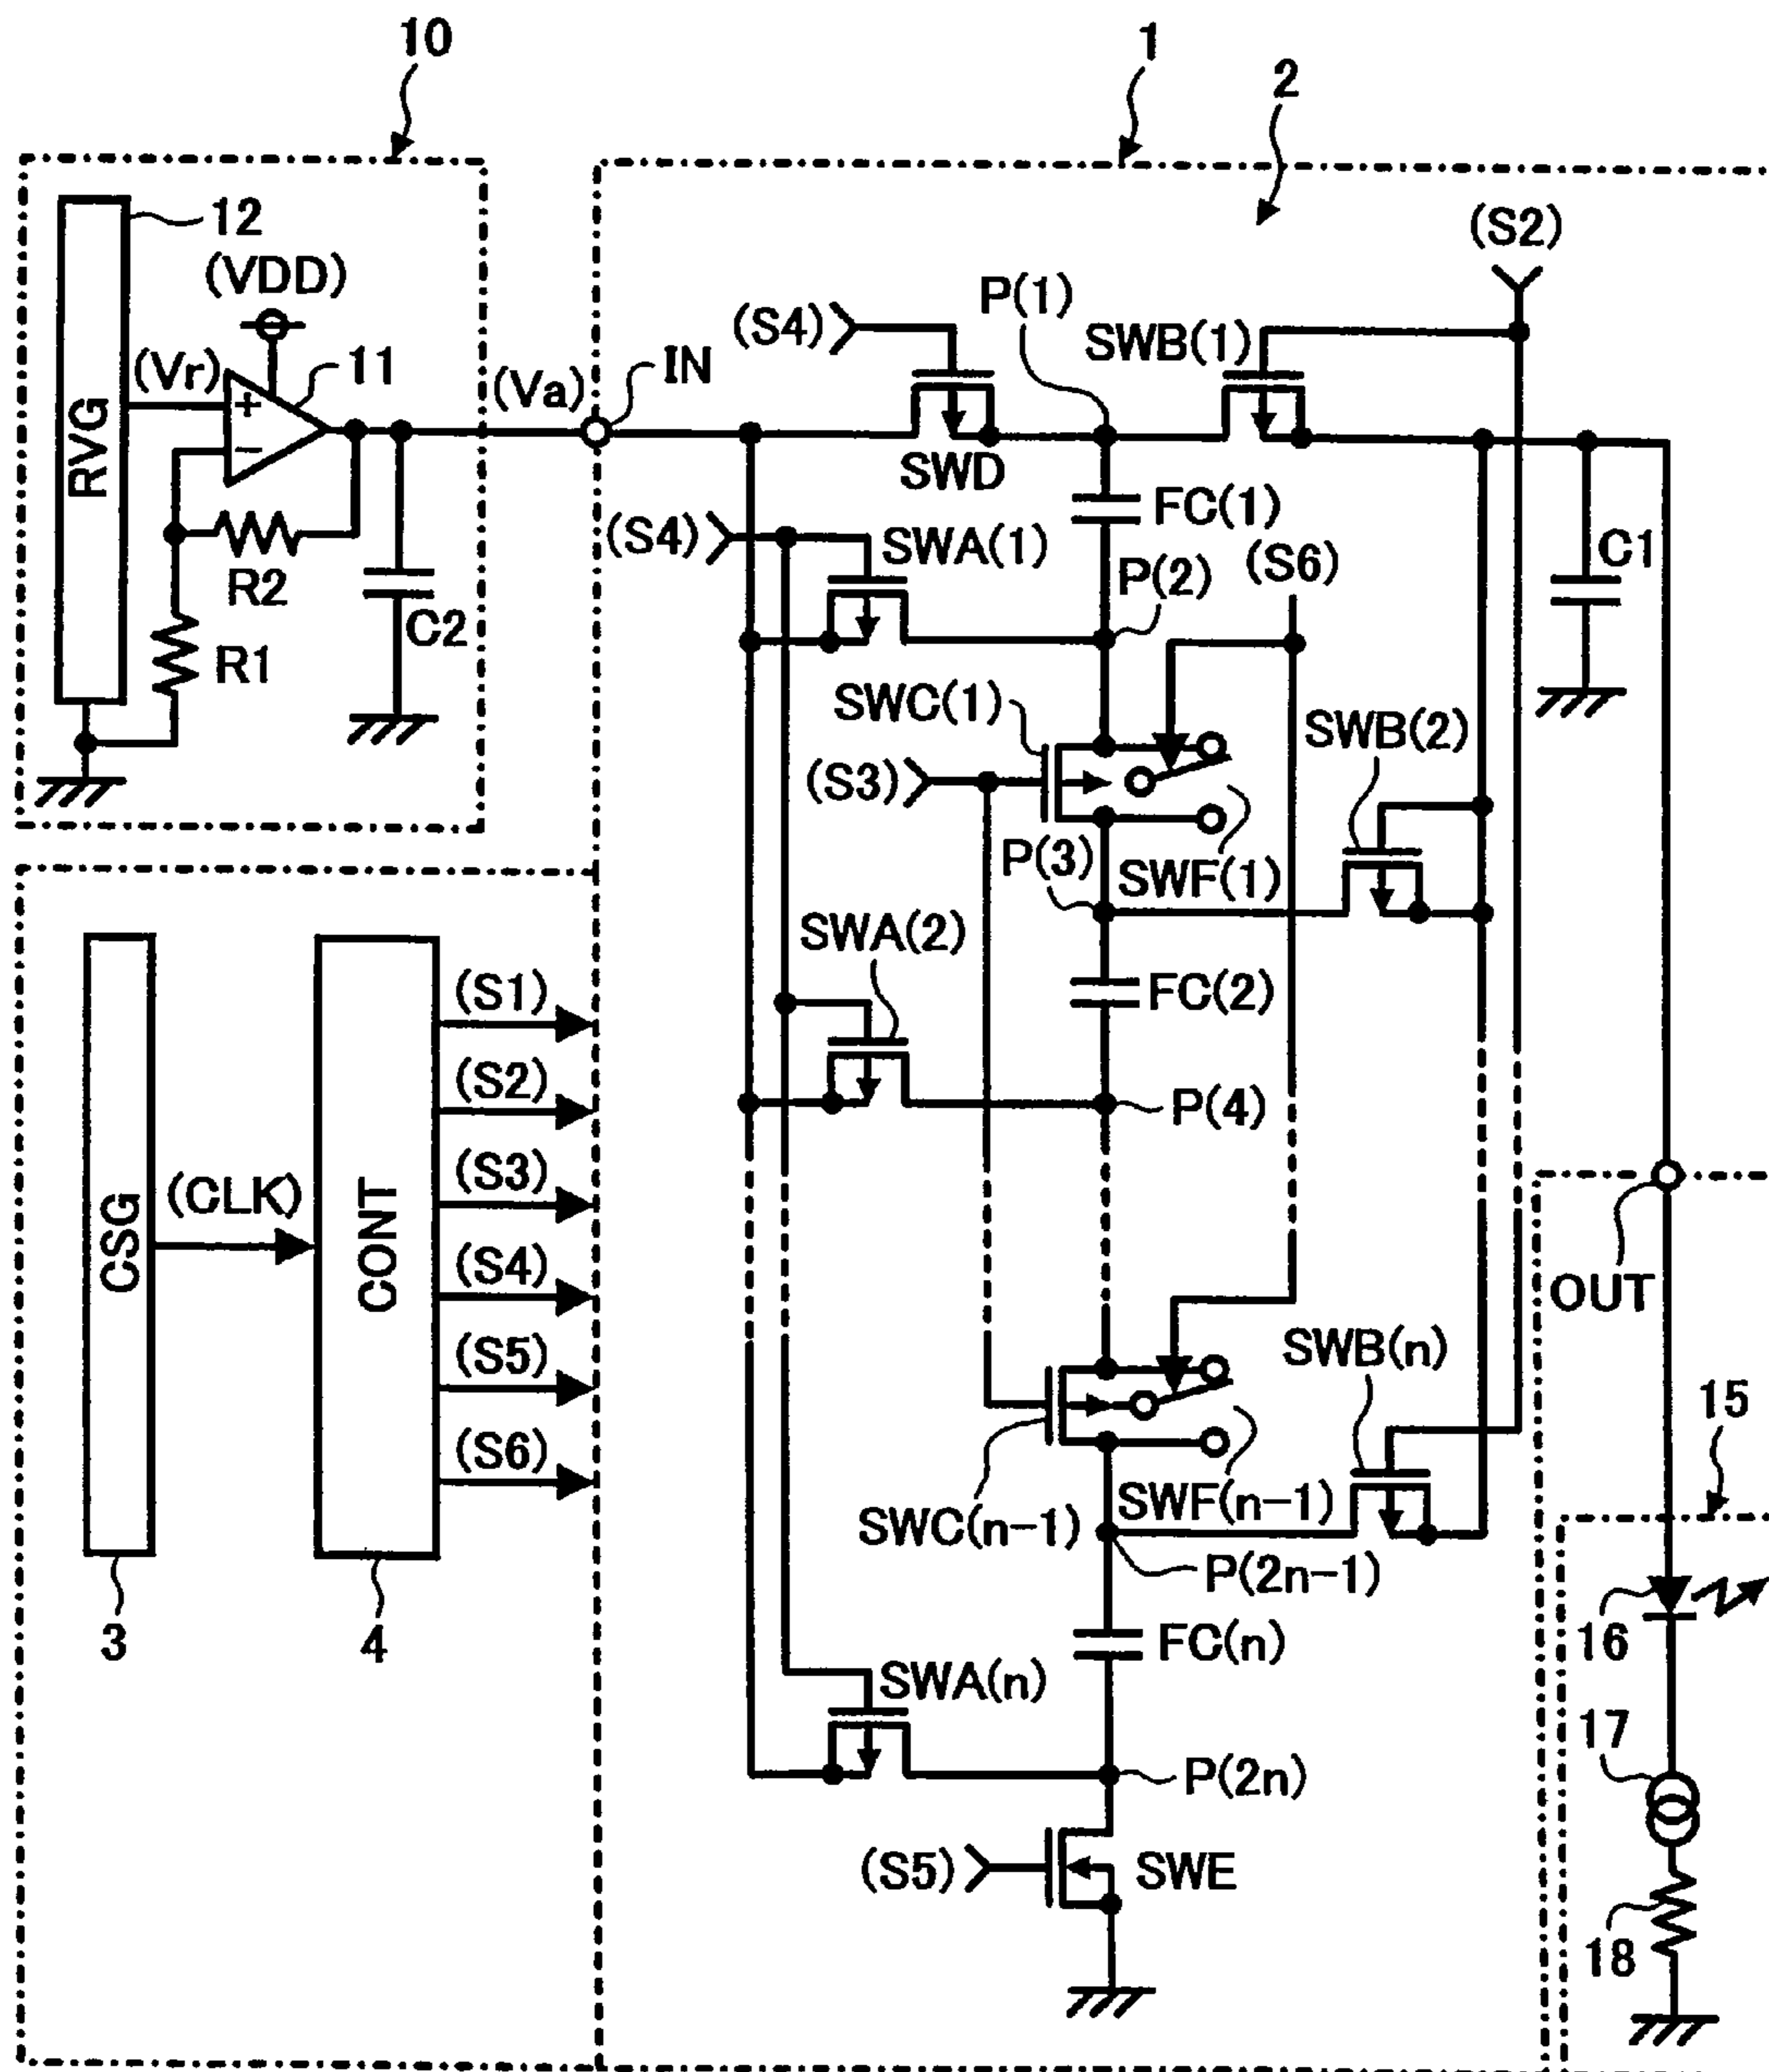 10
1
2
12
(VDD)
(Vr)
11
RVG
+
−
R2
R1
C2
(Va)
IN
(S4)
P(1)
SWB(1)
(S2)
SWD
FC(1)
(S4)
SWA(1)
P(2)
(S6)
C1
SWC(1)
SWB(2)
(S3)
P(3)
SWF(1)
SWA(2)
FC(2)
P(4)
CSG
(CLK)
CONT
(S1)
(S2)
(S3)
(S4)
(S5)
(S6)
3
4
OUT
SWB(n)
15
SWC(n−1)
SWF(n−1)
P(2n−1)
16
FC(n)
SWA(n)
17
P(2n)
(S5)
SWE
18